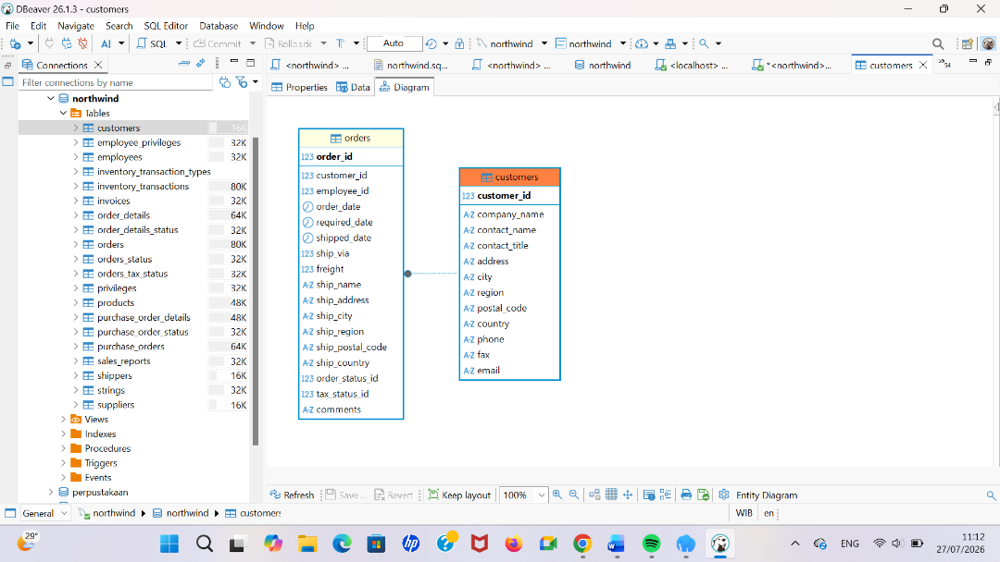 DBeaver 26.1.3 - customers
File Edit Navigate Search SQL Editor Database Window Help
AI SQL Commit Rollback T Auto northwind northwind
Connections
<northwind> ...
northwind.sq...
<northwind> ...
northwind
<localhost> ...
*<northwind>...
customers
»54
Filter connections by name
Properties Data Diagram
northwind
Tables
customers 16K
employee_privileges 32K
employees 32K
inventory_transaction_types
inventory_transactions 80K
invoices 32K
order_details 64K
order_details_status 32K
orders 80K
orders_status 32K
orders_tax_status 32K
privileges 32K
products 48K
purchase_order_details 48K
purchase_order_status 32K
purchase_orders 64K
sales_reports 32K
shippers 16K
strings 32K
suppliers 16K
Views
Indexes
Procedures
Triggers
Events
perpustakaan
orders
123 order_id
123 customer_id
123 employee_id
order_date
required_date
shipped_date
123 ship_via
123 freight
A-Z ship_name
A-Z ship_address
A-Z ship_city
A-Z ship_region
A-Z ship_postal_code
A-Z ship_country
123 order_status_id
123 tax_status_id
A-Z comments
customers
123 customer_id
A-Z company_name
A-Z contact_name
A-Z contact_title
A-Z address
A-Z city
A-Z region
A-Z postal_code
A-Z country
A-Z phone
A-Z fax
A-Z email
Refresh Save ... Revert Keep layout 100% Entity Diagram
General northwind northwind customers
WIB en
29°
hp
ENG
11:12
27/07/2026